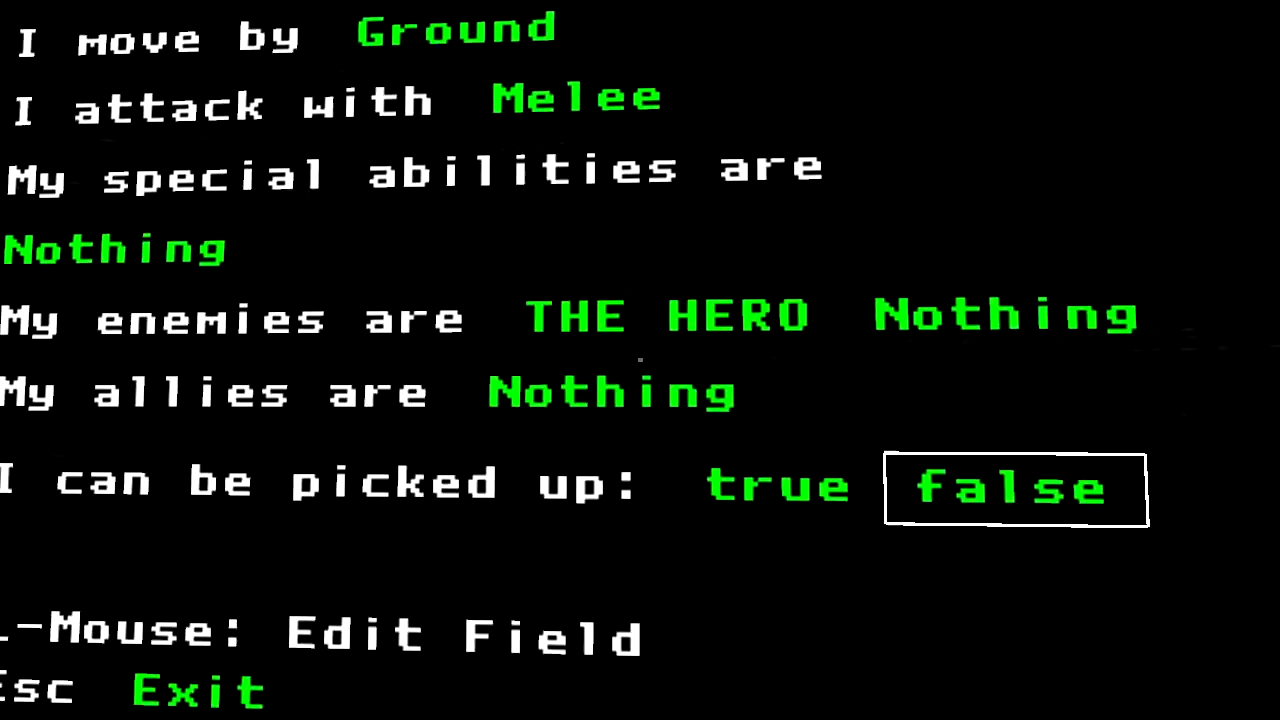 I move by Ground
I attack with Melee
My special abilities are
Nothing
My enemies are THE HERO Nothing
My allies are Nothing
I can be picked up: true false
-Mouse: Edit Field
Esc Exit